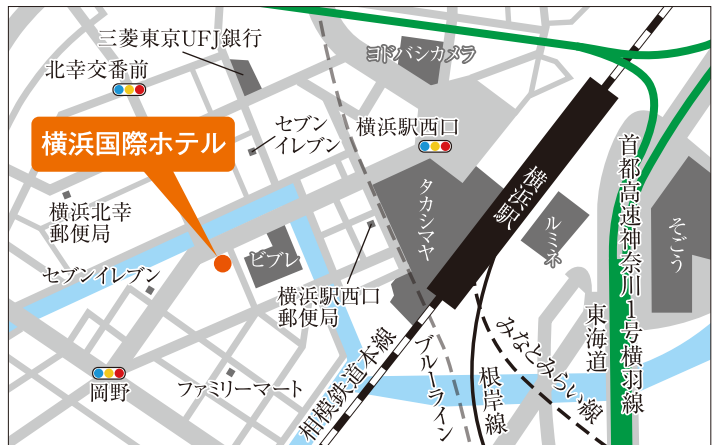 三菱東京UFJ銀行
ヨドバシカメラ
北幸交番前
セブン
イレブン
横浜駅西口
横浜国際ホテル
横浜駅
首都高速神奈川1号横羽線
タカシマヤ
ルミネ
そごう
横浜北幸
郵便局
セブンイレブン
ビブレ
横浜駅西口
郵便局
東海道
みなとみらい線
相模鉄道本線
ブルーライン
根岸線
岡野
ファミリーマート